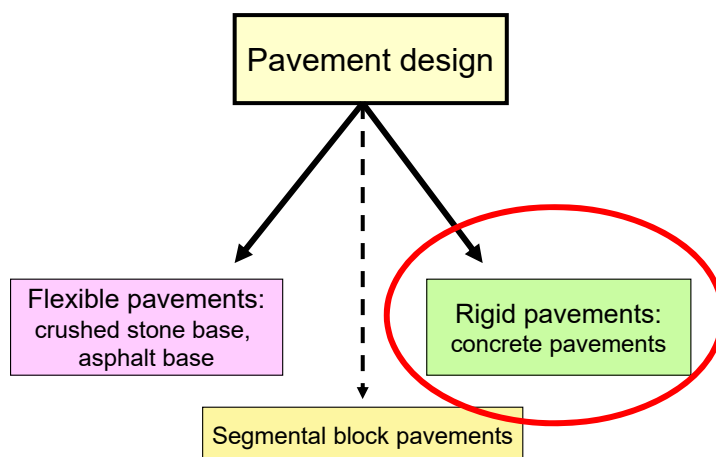 Pavement design
Flexible pavements:
crushed stone base,
asphalt base
Rigid pavements:
concrete pavements
Segmental block pavements